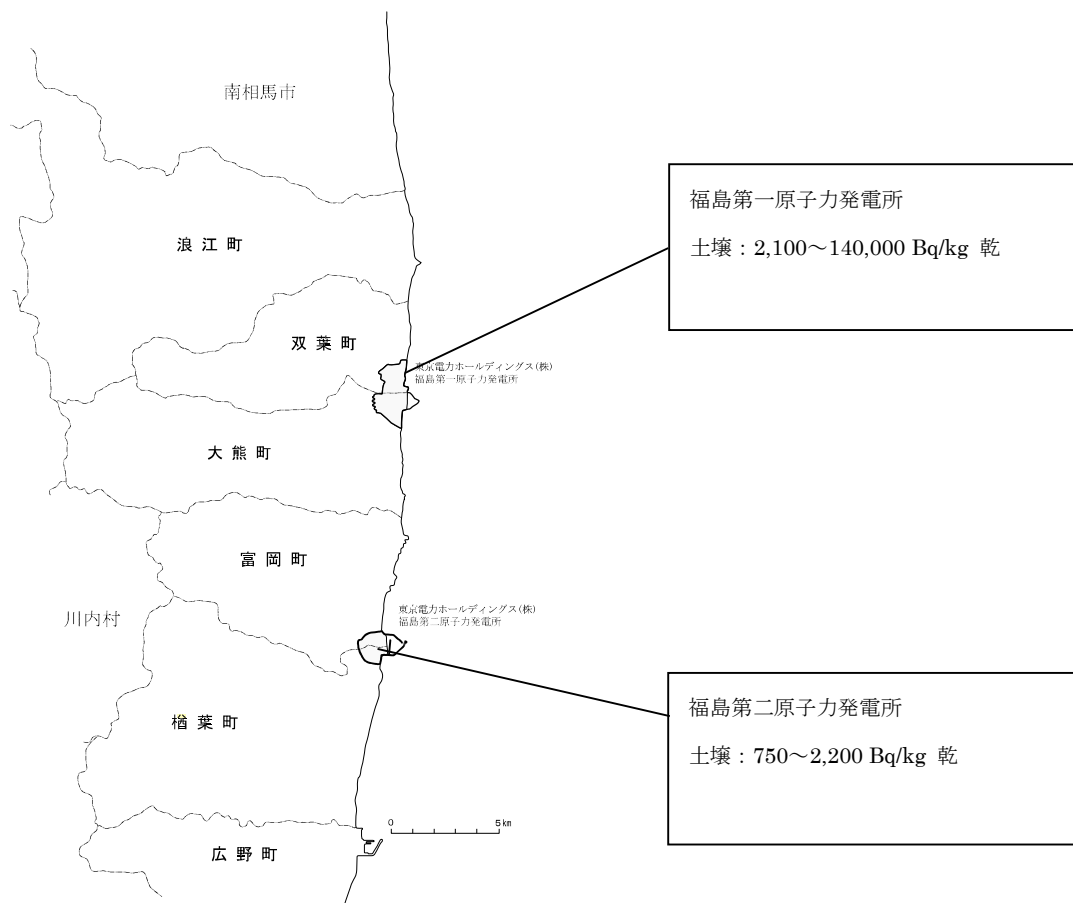 南相馬市
福島第一原子力発電所
土壌：2,100～140,000 Bq/kg 乾
浪江町
双葉町
東京電力ホールディングス(株)
福島第一原子力発電所
大熊町
富岡町
川内村
東京電力ホールディングス(株)
福島第二原子力発電所
福島第二原子力発電所
土壌：750～2,200 Bq/kg 乾
楢葉町
0 5km
広野町